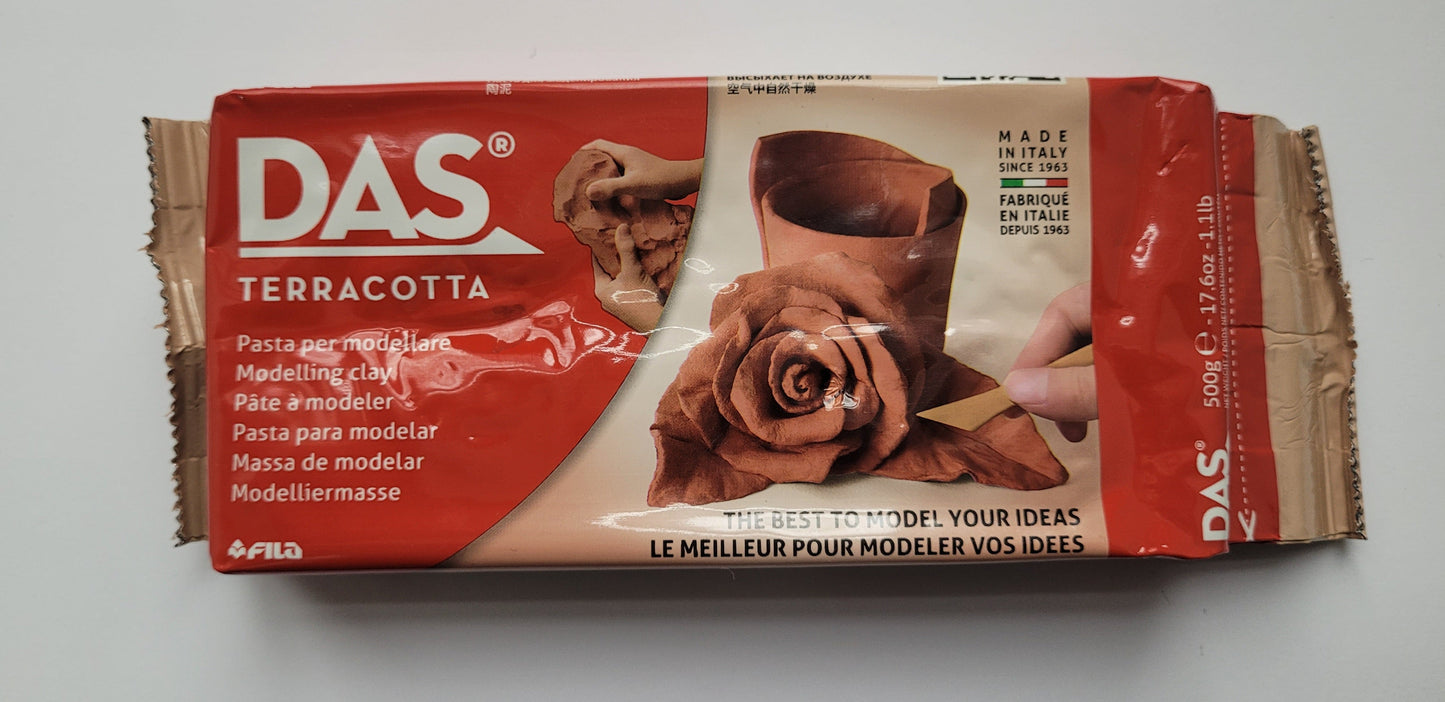 陶泥
ВЫСЫХАЕТ НА ВОЗДУХЕ
空气中自然干燥
DAS®
TERRACOTTA
Pasta per modellare
Modelling clay
Pâte à modeler
Pasta para modelar
Massa de modelar
Modelliermasse
FILA
MADE
IN ITALY
SINCE 1963
FABRIQUÉ
EN ITALIE
DEPUIS 1963
THE BEST TO MODEL YOUR IDEAS
LE MEILLEUR POUR MODELER VOS IDEES
500g ℮ - 17.6oz - 1.1lb
DAS®